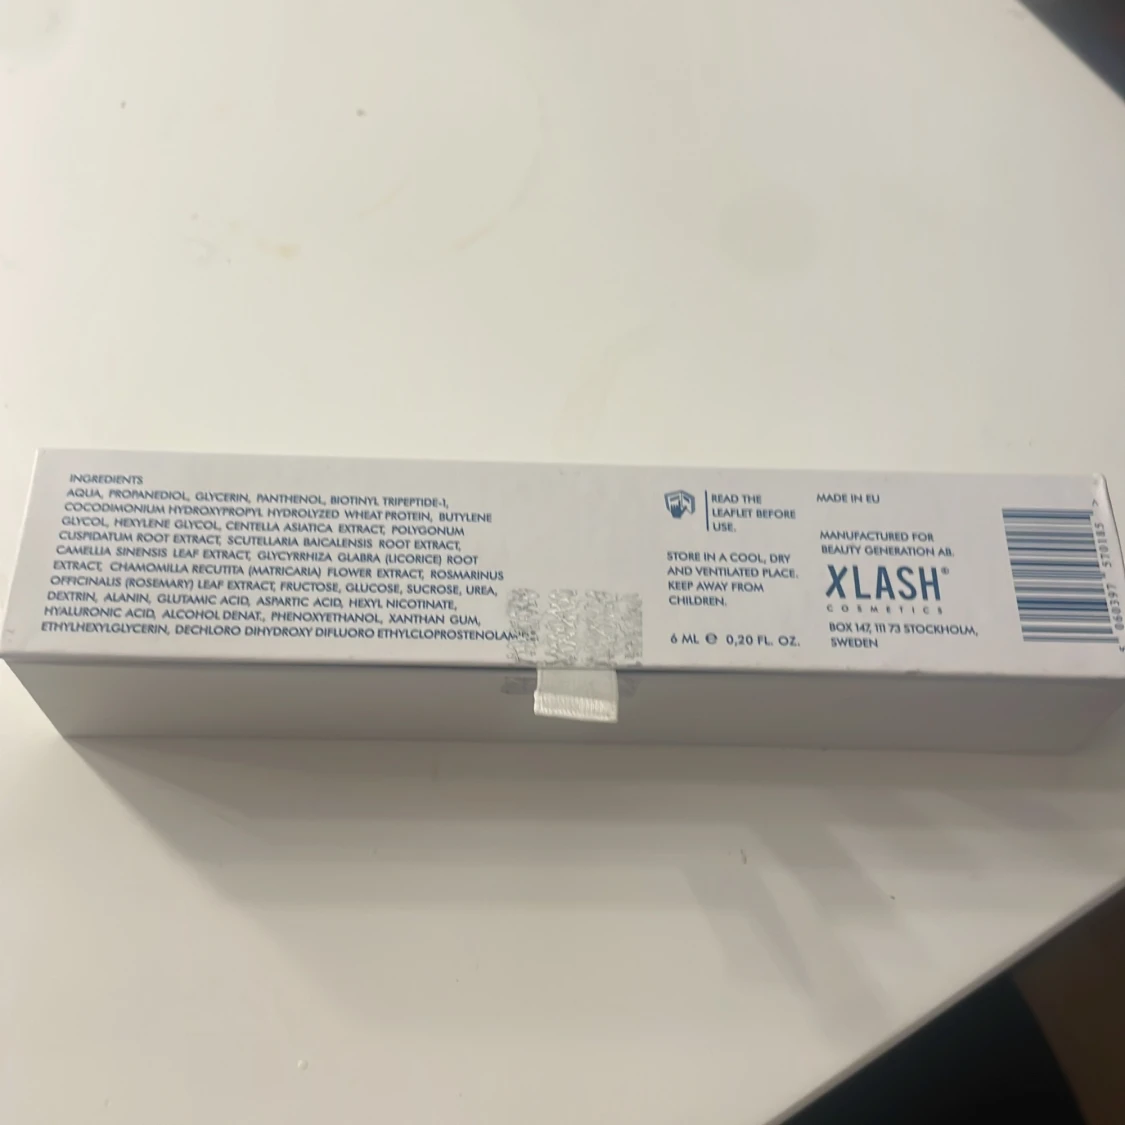 INGREDIENTS
AQUA, PROPANEDIOL, GLYCERIN, PANTHENOL, BIOTINYL TRIPEPTIDE-1,
COCODIMONIUM HYDROXYPROPYL HYDROLYZED WHEAT PROTEIN, BUTYLENE
GLYCOL, HEXYLENE GLYCOL, CENTELLA ASIATICA EXTRACT, POLYGONUM
CUSPIDATUM ROOT EXTRACT, SCUTELLARIA BAICALENSIS ROOT EXTRACT,
CAMELLIA SINENSIS LEAF EXTRACT, GLYCYRRHIZA GLABRA (LICORICE) ROOT
EXTRACT, CHAMOMILLA RECUTITA (MATRICARIA) FLOWER EXTRACT, ROSMARINUS
OFFICINALIS (ROSEMARY) LEAF EXTRACT, FRUCTOSE, GLUCOSE, SUCROSE, UREA,
DEXTRIN, ALANIN, GLUTAMIC ACID, ASPARTIC ACID, HEXYL NICOTINATE,
HYALURONIC ACID, ALCOHOL DENAT., PHENOXYETHANOL, XANTHAN GUM,
ETHYLHEXYLGLYCERIN, DECHLORO DIHYDROXY DIFLUORO
READ THE
LEAFLET BEFORE
USE.
STORE IN A COOL, DRY
AND VENTILATED PLACE.
KEEP AWAY FROM
CHILDREN.
6 ML ℮ 0,20 FL. OZ.
MADE IN EU
MANUFACTURED FOR
BEAUTY GENERATION AB.
XLASH®
COSMETICS
BOX 147, 111 73 STOCKHOLM,
SWEDEN
060397 570185 >